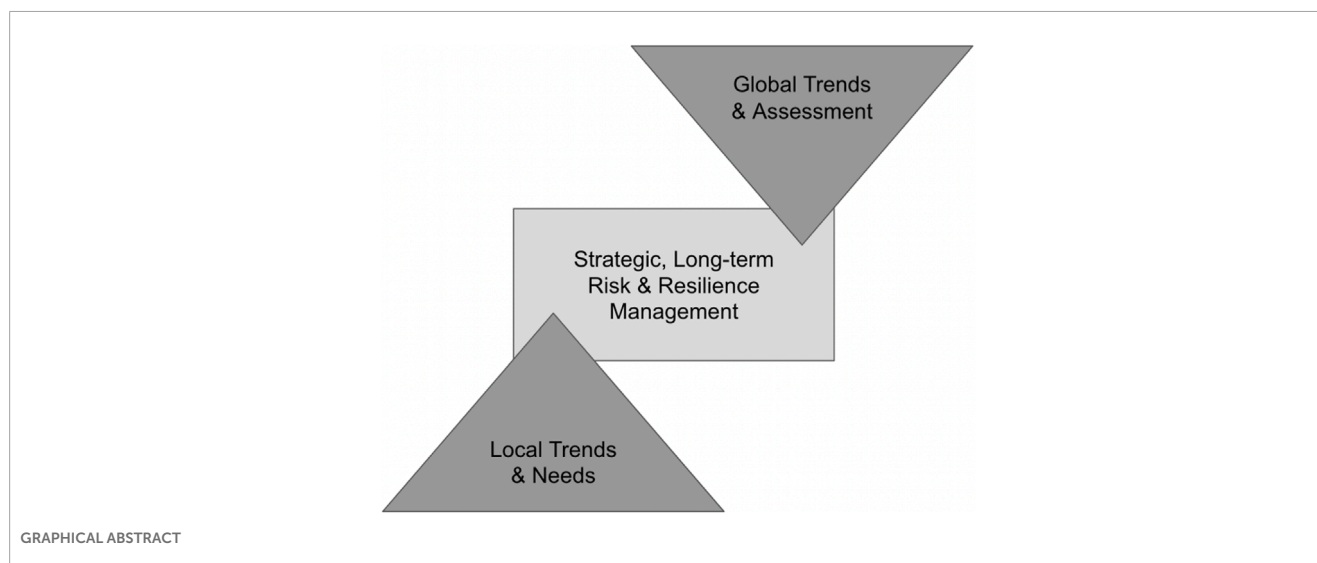 Global Trends
& Assessment
Strategic, Long-term
Risk & Resilience
Management
Local Trends
& Needs
GRAPHICAL ABSTRACT